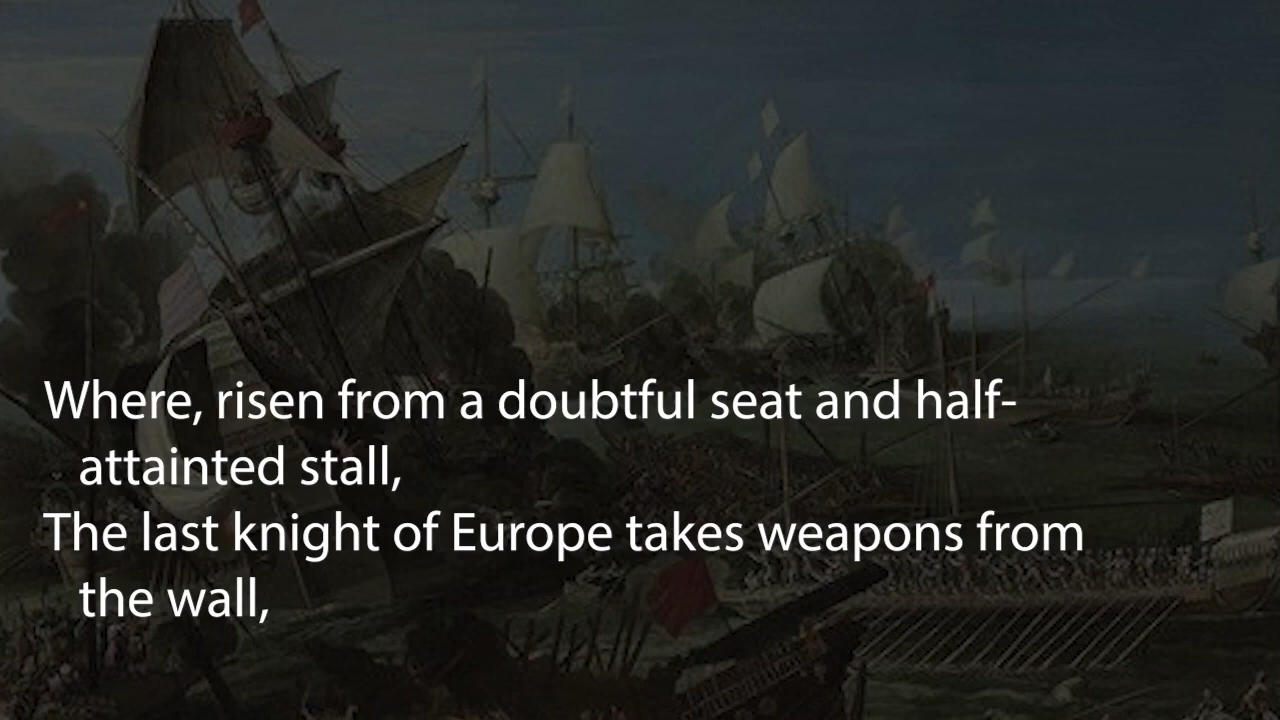 Where, risen from a doubtful seat and half-
attainted stall,
The last knight of Europe takes weapons from
the wall,